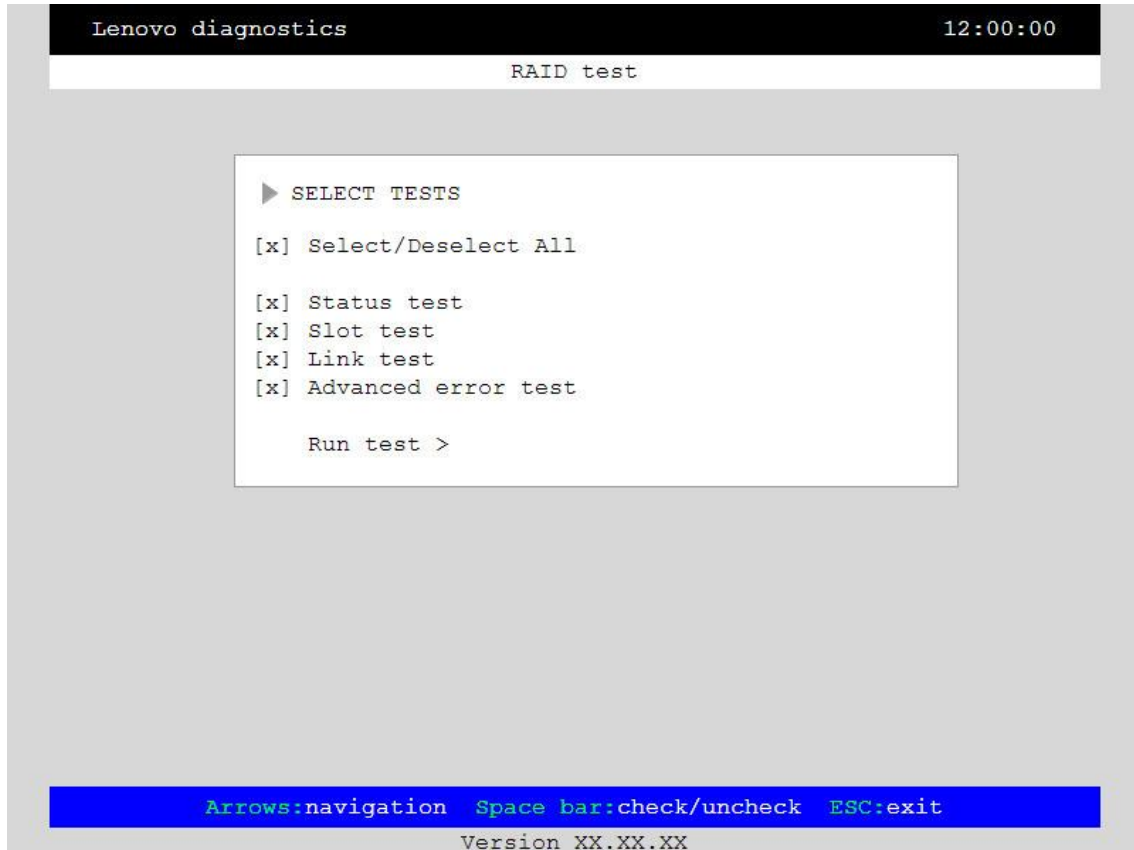 Lenovo diagnostics 12:00:00
RAID test
SELECT TESTS
[x] Select/Deselect All
[x] Status test
[x] Slot test
[x] Link test
[x] Advanced error test
Run test >
Arrows:navigation Space bar:check/uncheck ESC:exit
Version XX.XX.XX